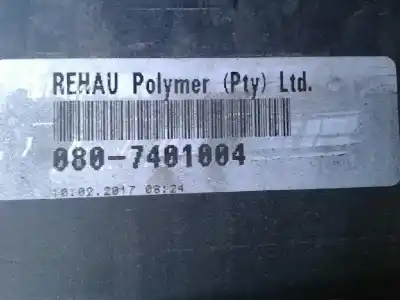 REHAU Polymer (Pty) Ltd.
080-7401004
10.02.2017 08:24